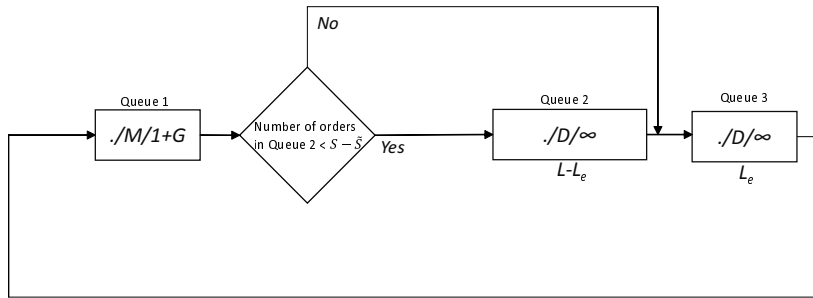 No
Queue 1
./M/1+G
Number of orders
in Queue 2 < S − S̃
Yes
Queue 2
./D/∞
L-Lₑ
Queue 3
./D/∞
Lₑ